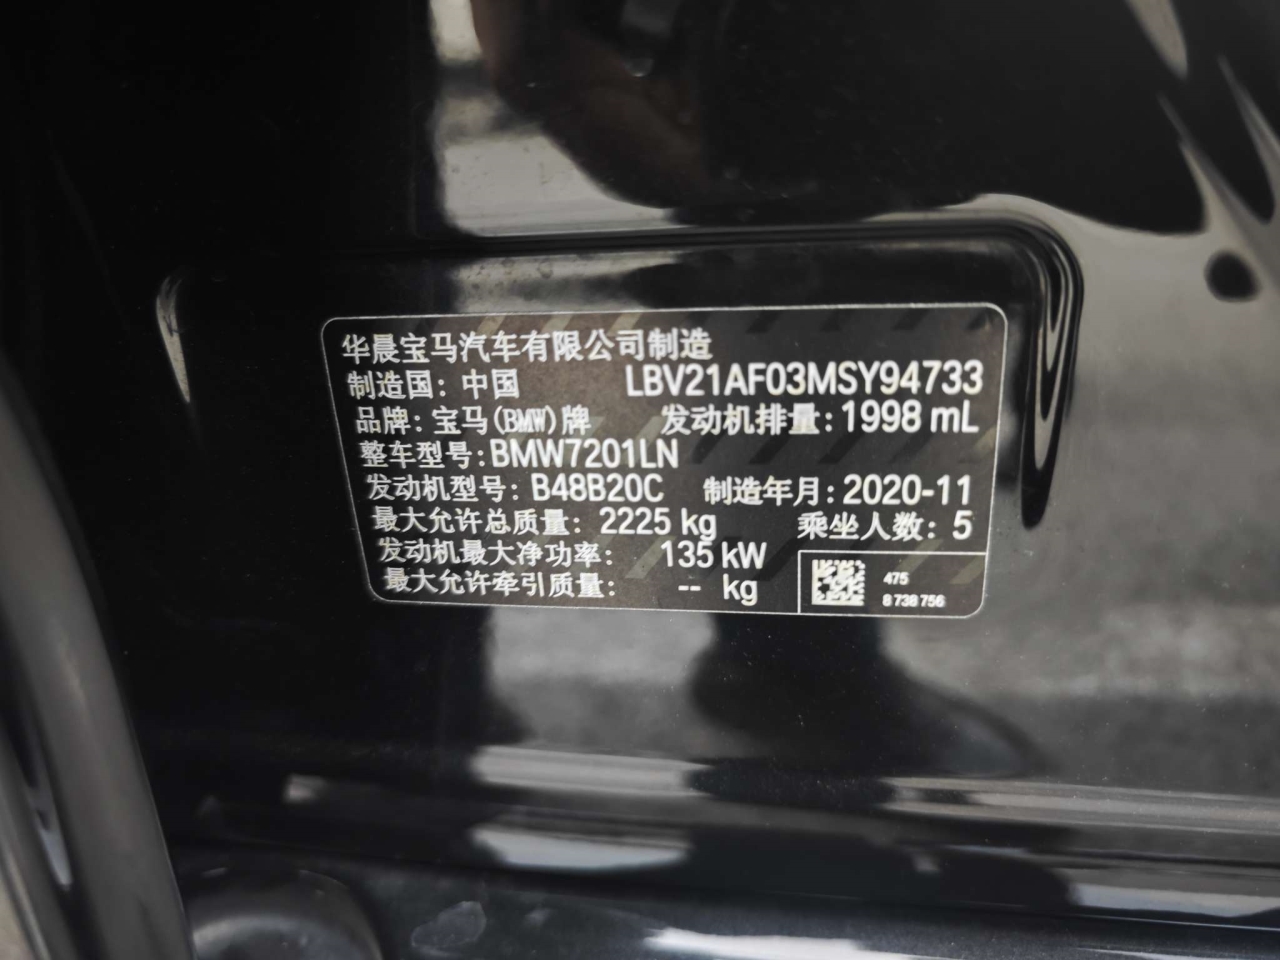 华晨宝马汽车有限公司制造
制造国: 中国 LBV21AF03MSY94733
品牌: 宝马(BMW)牌 发动机排量: 1998 mL
整车型号: BMW7201LN
发动机型号: B48B20C 制造年月: 2020-11
最大允许总质量: 2225 kg 乘坐人数: 5
发动机最大净功率: 135 kW
最大允许牵引质量: -- kg
475
8 738 756